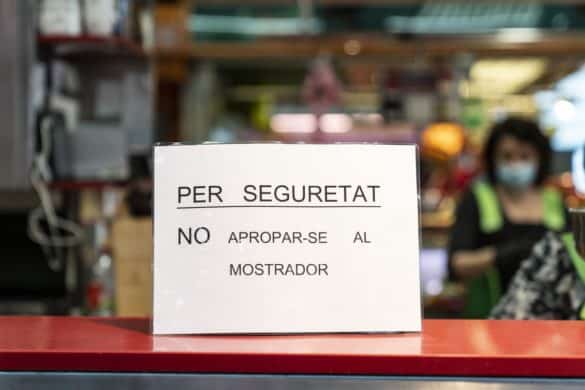 PER SEGURETAT
NO APROPAR-SE AL
MOSTRADOR